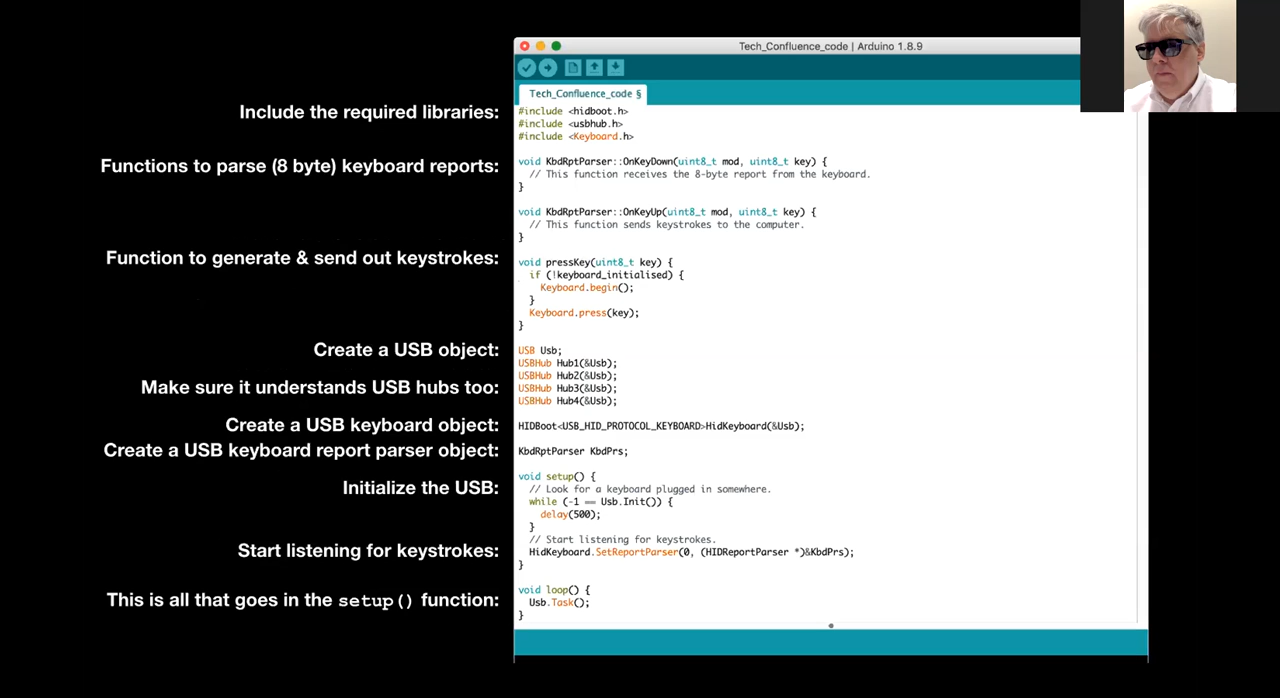 Tech_Confluence_code | Arduino 1.8.9
Tech_Confluence_code §
Include the required libraries:
#include <hidboot.h>
#include <usbhub.h>
#include <Keyboard.h>
Functions to parse (8 byte) keyboard reports:
void KbdRptParser::OnKeyDown(uint8_t mod, uint8_t key) {
// This function receives the 8-byte report from the keyboard.
}
void KbdRptParser::OnKeyUp(uint8_t mod, uint8_t key) {
// This function sends keystrokes to the computer.
}
Function to generate & send out keystrokes:
void pressKey(uint8_t key) {
if (!keyboard_initialised) {
Keyboard.begin();
}
Keyboard.press(key);
}
Create a USB object:
USB Usb;
Make sure it understands USB hubs too:
USBHub Hub1(&Usb);
USBHub Hub2(&Usb);
USBHub Hub3(&Usb);
USBHub Hub4(&Usb);
Create a USB keyboard object:
HIDBoot<USB_HID_PROTOCOL_KEYBOARD>HidKeyboard(&Usb);
Create a USB keyboard report parser object:
KbdRptParser KbdPrs;
Initialize the USB:
void setup() {
// Look for a keyboard plugged in somewhere.
while (-1 == Usb.Init()) {
delay(500);
}
Start listening for keystrokes:
// Start listening for keystrokes.
HidKeyboard.SetReportParser(0, (HIDReportParser *)&KbdPrs);
}
This is all that goes in the setup() function:
void loop() {
Usb.Task();
}